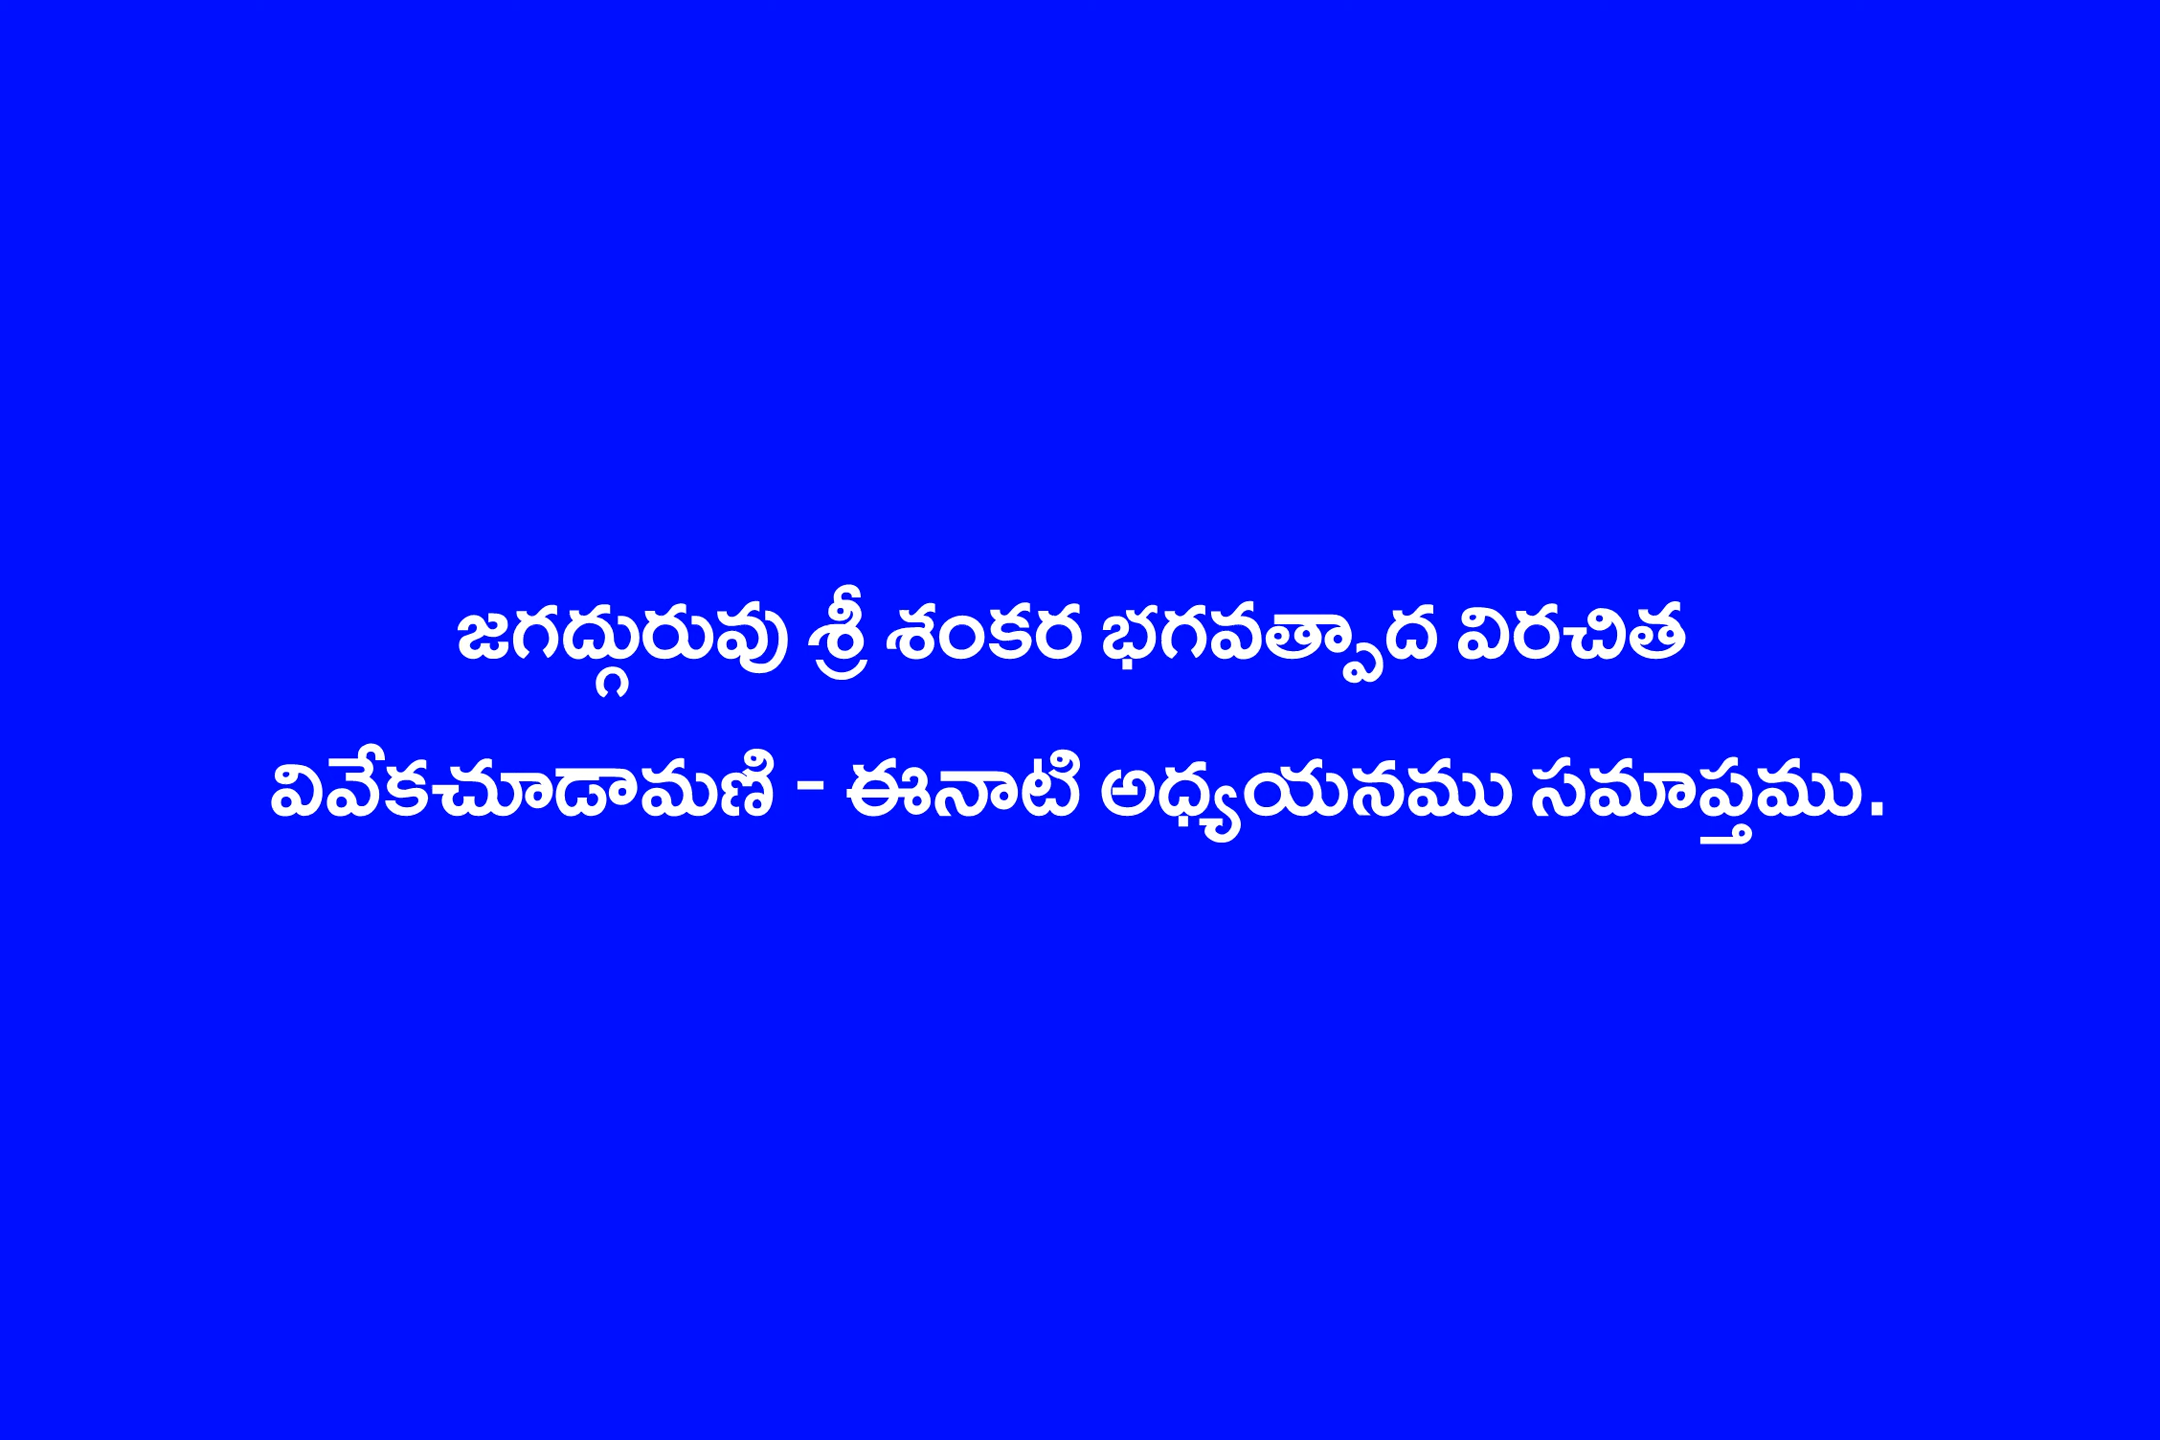 జగద్గురువు శ్రీ శంకర భగవత్పాద విరచిత
వివేకచూడామణి - ఈనాటి అధ్యయనము సమాప్తము.